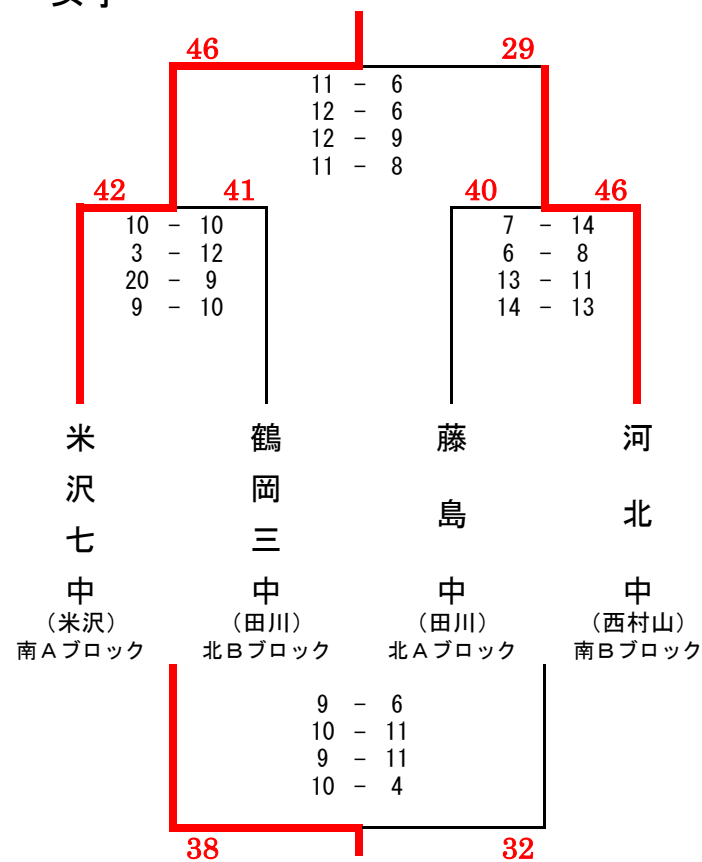 46 29
11 - 6
12 - 6
12 - 9
11 - 8
42 41 40 46
10 - 10 7 - 14
3 - 12 6 - 8
20 - 9 13 - 11
9 - 10 14 - 13
米沢七中 鶴岡三中 藤島中 河北中
（米沢） （田川） （田川） （西村山）
南Aブロック 北Bブロック 北Aブロック 南Bブロック
9 - 6
10 - 11
9 - 11
10 - 4
38 32